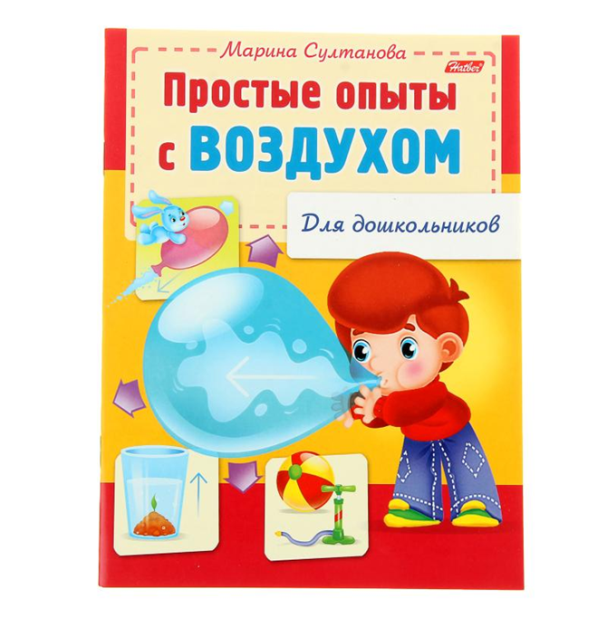 Марина Султанова
Hatber
Простые опыты
с ВОЗДУХОМ
Для дошкольников